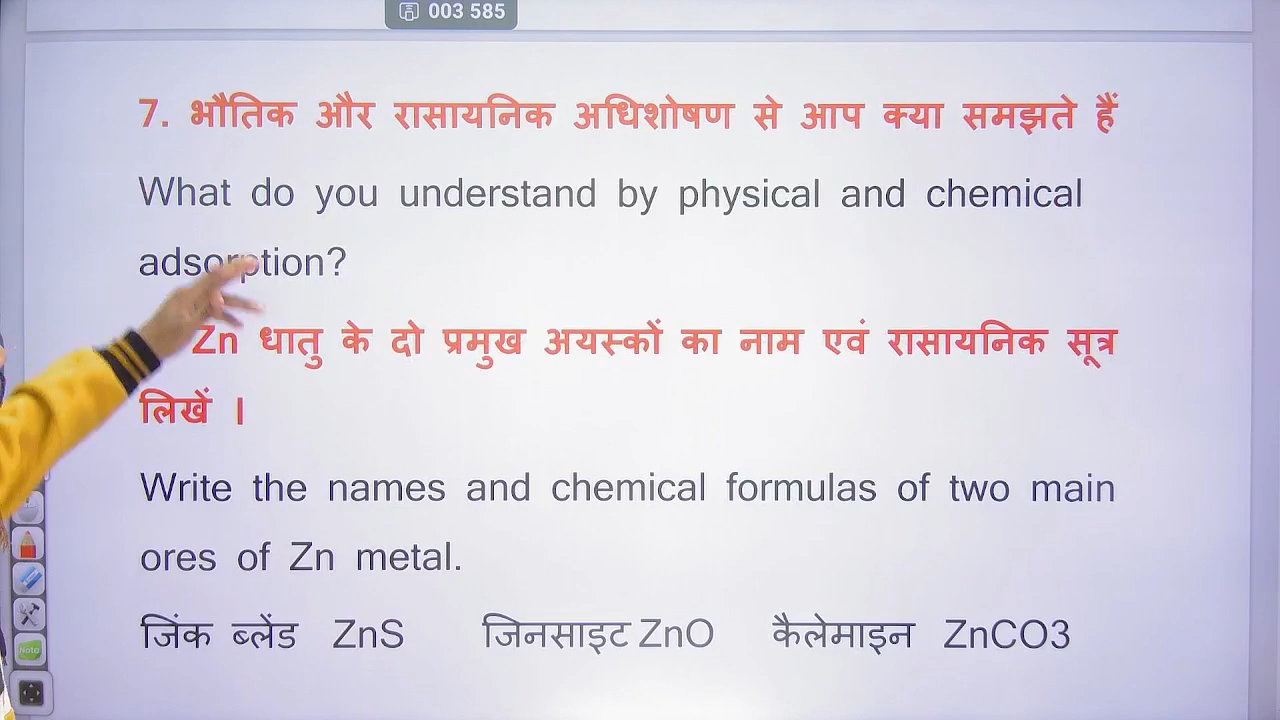 003 585
7. भौतिक और रासायनिक अधिशोषण से आप क्या समझते हैं
What do you understand by physical and chemical
adsorption?
Zn धातु के दो प्रमुख अयस्कों का नाम एवं रासायनिक सूत्र
लिखें ।
Write the names and chemical formulas of two main
ores of Zn metal.
जिंक ब्लेंड ZnS जिनसाइट ZnO कैलेमाइन ZnCO3
Note